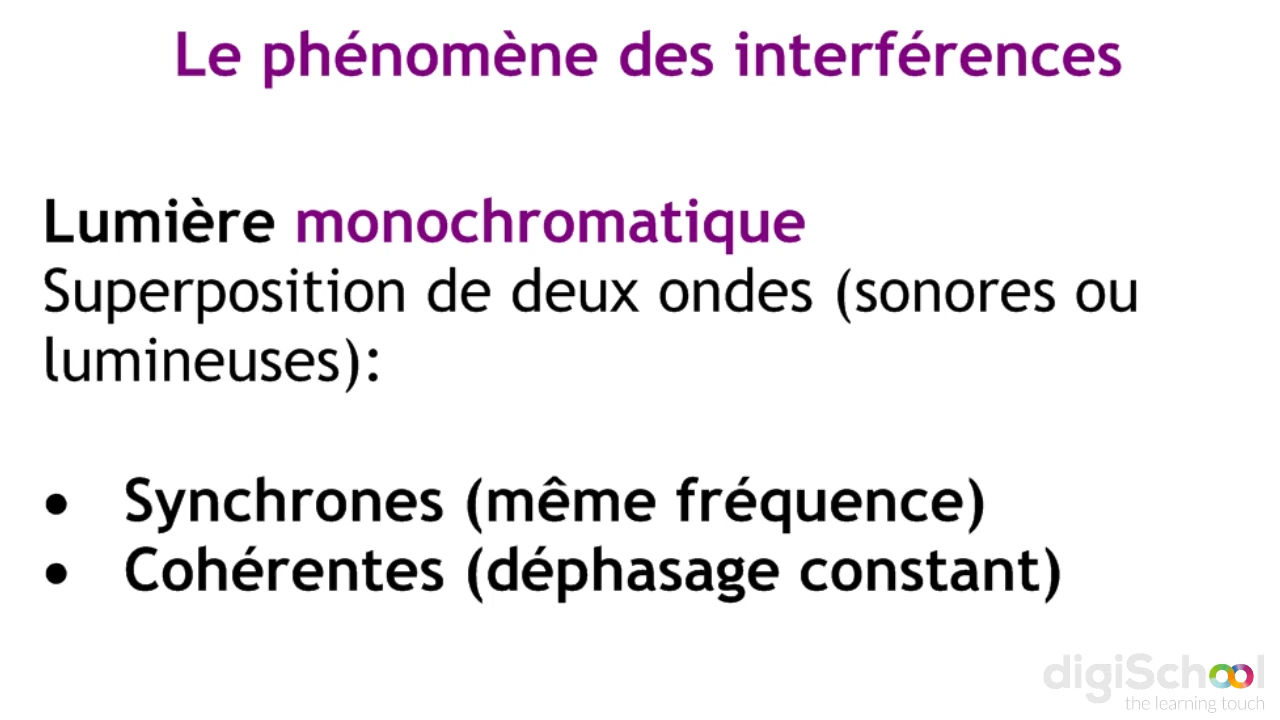 Le phénomène des interférences
Lumière monochromatique
Superposition de deux ondes (sonores ou
lumineuses):
• Synchrones (même fréquence)
• Cohérentes (déphasage constant)
digiSchool
the learning touch